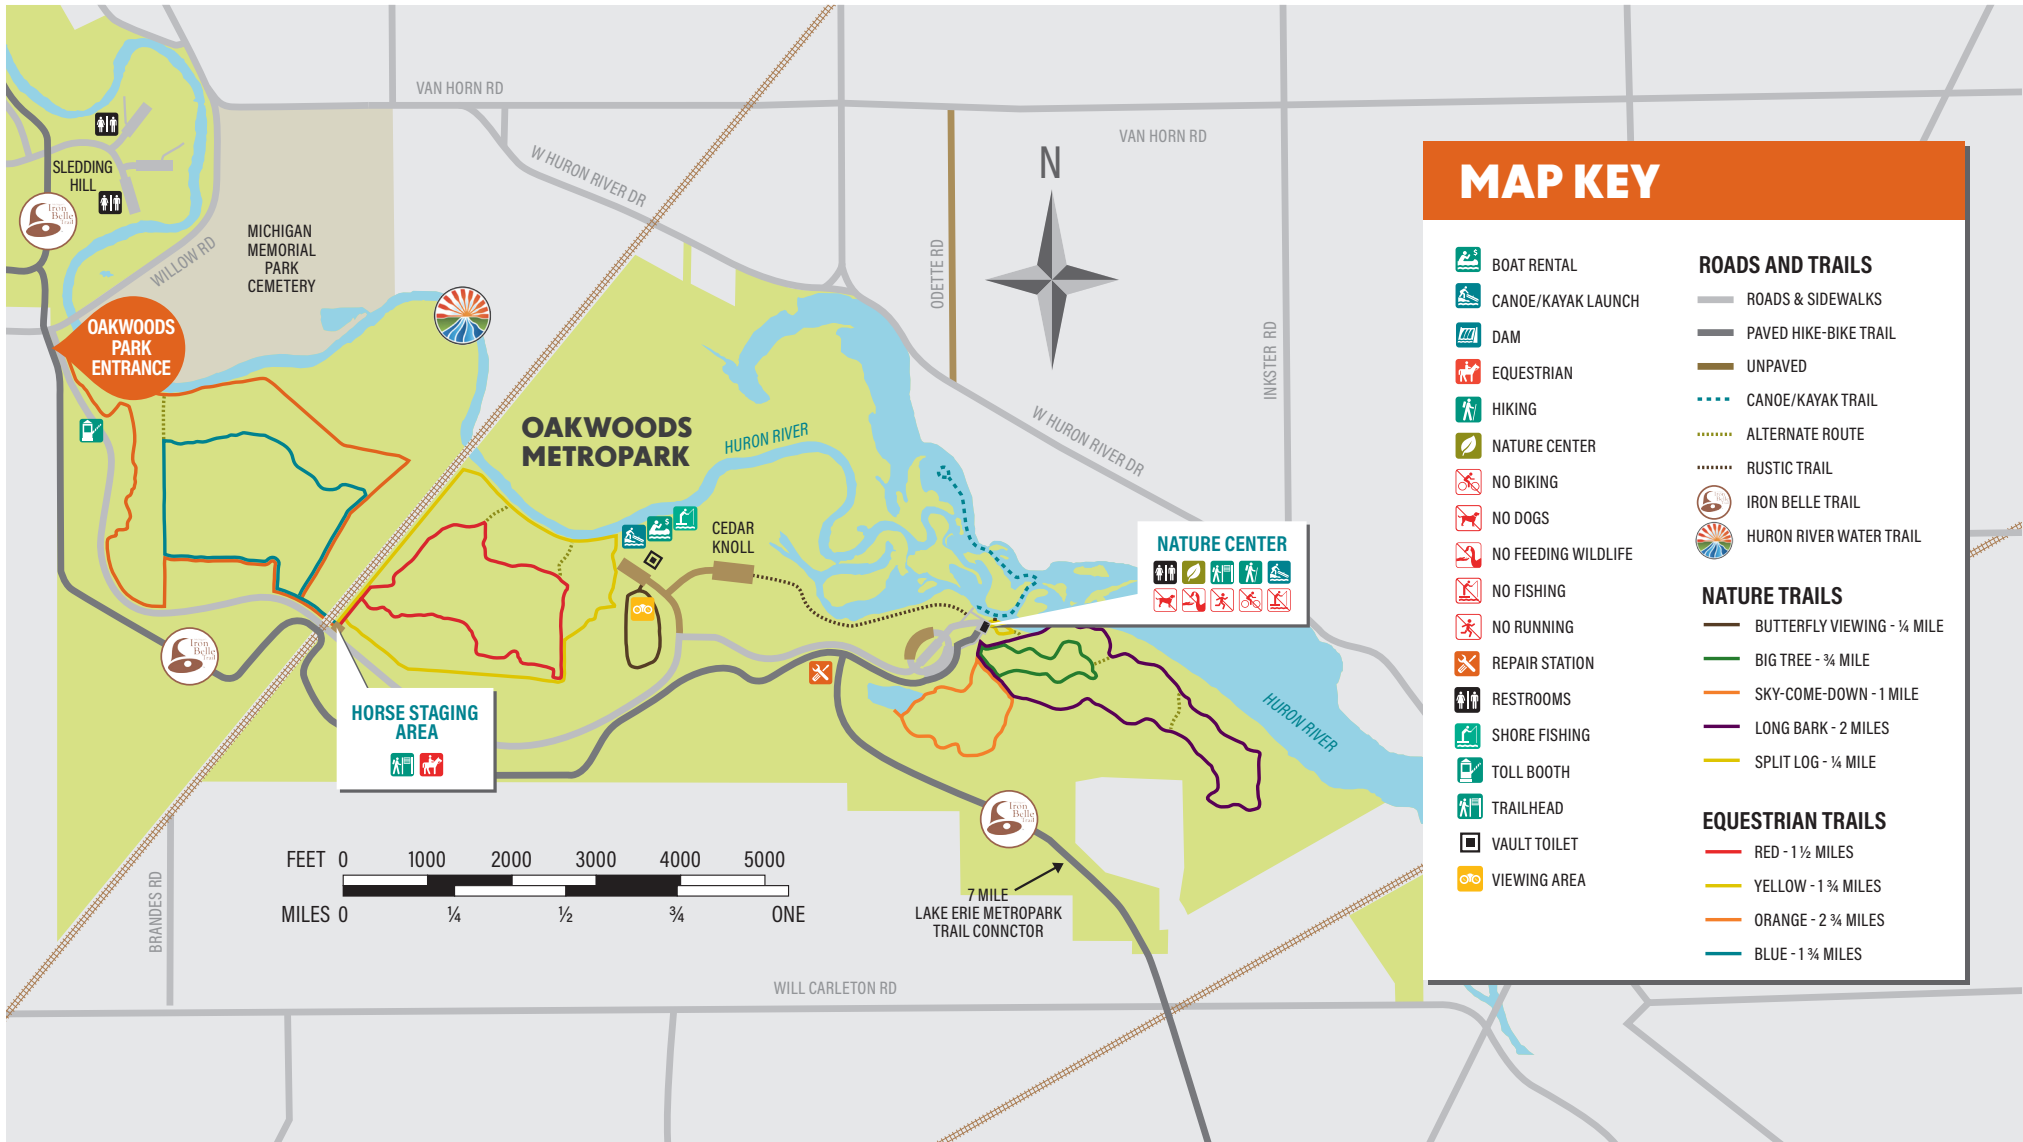 VAN HORN RD
VAN HORN RD
W HURON RIVER DR
SLEDDING
HILL
Iron
Belle
Trail
WILLOW RD
MICHIGAN
MEMORIAL
PARK
CEMETERY
ODETTE RD
N
INKSTER RD
OAKWOODS
PARK
ENTRANCE
OAKWOODS
METROPARK
HURON RIVER
W HURON RIVER DR
CEDAR
KNOLL
NATURE CENTER
Iron
Belle
Trail
HORSE STAGING
AREA
HURON RIVER
Iron
Belle
Trail
FEET 0 1000 2000 3000 4000 5000
MILES 0 ¼ ½ ¾ ONE
BRANDES RD
7 MILE
LAKE ERIE METROPARK
TRAIL CONNCTOR
WILL CARLETON RD
MAP KEY
BOAT RENTAL
CANOE/KAYAK LAUNCH
DAM
EQUESTRIAN
HIKING
NATURE CENTER
NO BIKING
NO DOGS
NO FEEDING WILDLIFE
NO FISHING
NO RUNNING
REPAIR STATION
RESTROOMS
SHORE FISHING
TOLL BOOTH
TRAILHEAD
VAULT TOILET
VIEWING AREA
ROADS AND TRAILS
ROADS & SIDEWALKS
PAVED HIKE-BIKE TRAIL
UNPAVED
CANOE/KAYAK TRAIL
ALTERNATE ROUTE
RUSTIC TRAIL
IRON BELLE TRAIL
HURON RIVER WATER TRAIL
NATURE TRAILS
BUTTERFLY VIEWING - ¼ MILE
BIG TREE - ¾ MILE
SKY-COME-DOWN - 1 MILE
LONG BARK - 2 MILES
SPLIT LOG - ¼ MILE
EQUESTRIAN TRAILS
RED - 1 ½ MILES
YELLOW - 1 ¾ MILES
ORANGE - 2 ¾ MILES
BLUE - 1 ¾ MILES